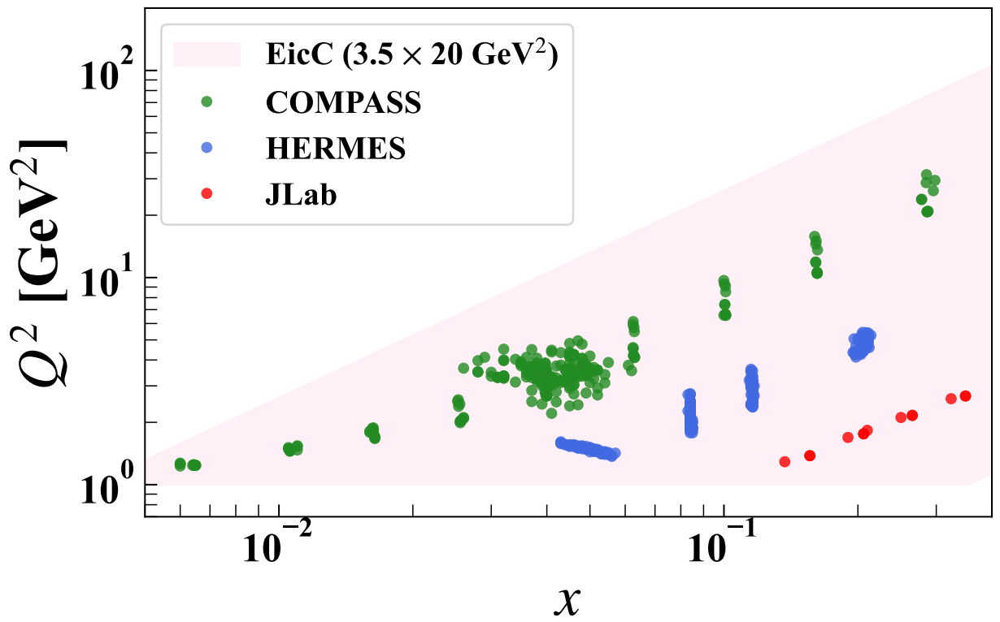 EicC (3.5 × 20 GeV²)
COMPASS
HERMES
JLab
Q² [GeV²]
10²
10¹
10⁰
10⁻² 10⁻¹
x